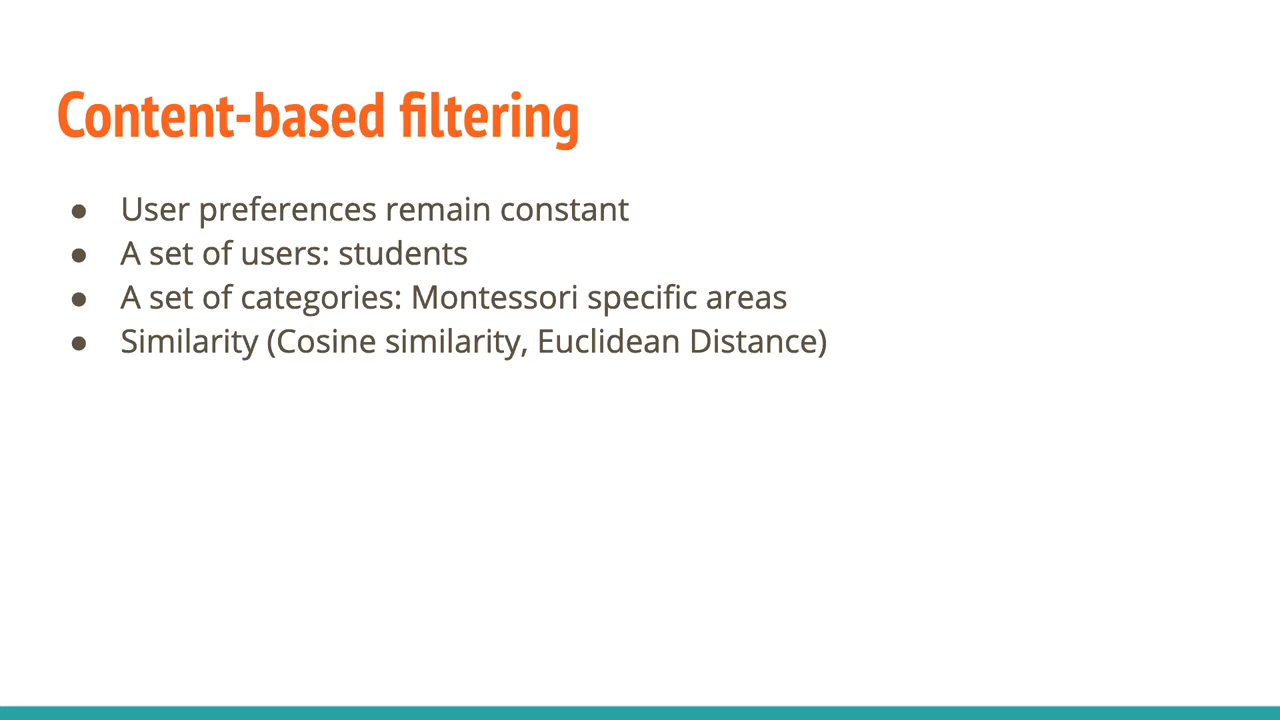 Content-based filtering
● User preferences remain constant
● A set of users: students
● A set of categories: Montessori specific areas
● Similarity (Cosine similarity, Euclidean Distance)